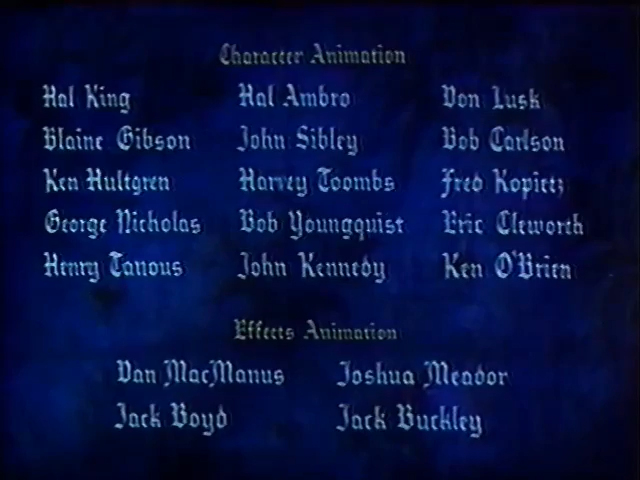 Character Animation
Hal King Hal Ambro Don Lusk
Blaine Gibson John Sibley Bob Carlson
Ken Hultgren Harvey Toombs Fred Kopietz
George Nicholas Bob Youngquist Eric Cleworth
Henry Tanous John Kennedy Ken O'Brien
Effects Animation
Dan MacManus Joshua Meador
Jack Boyd Jack Buckley